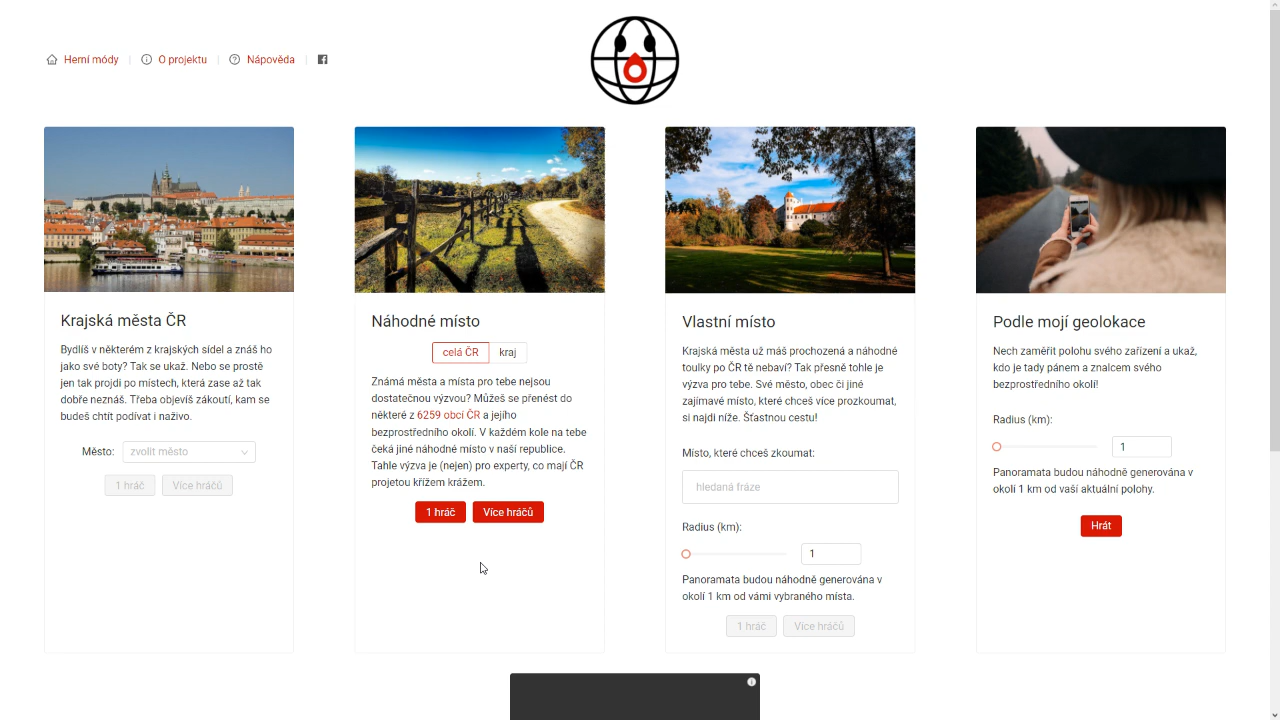 Herní módy
O projektu
Nápověda
Krajská města ČR
Bydlíš v některém z krajských sídel a znáš ho
jako své boty? Tak se ukaž. Nebo se prostě
jen tak projdi po místech, která zase až tak
dobře neznáš. Třeba objevíš zákoutí, kam se
budeš chtít podívat i naživo.
Město:
zvolit město
1 hráč
Více hráčů
Náhodné místo
celá ČR
kraj
Známá města a místa pro tebe nejsou
dostatečnou výzvou? Můžeš se přenést do
některé z 6259 obcí ČR a jejího
bezprostředního okolí. V každém kole na tebe
čeká jiné náhodné místo v naší republice.
Tahle výzva je (nejen) pro experty, co mají ČR
projetou křížem krážem.
1 hráč
Více hráčů
Vlastní místo
Krajská města už máš prochozená a náhodné
toulky po ČR tě nebaví? Tak přesně tohle je
výzva pro tebe. Své město, obec či jiné
zajímavé místo, které chceš více prozkoumat,
si najdi níže. Šťastnou cestu!
Místo, které chceš zkoumat:
hledaná fráze
Radius (km):
1
Panoramata budou náhodně generována v
okolí 1 km od vámi vybraného místa.
1 hráč
Více hráčů
Podle mojí geolokace
Nech zaměřit polohu svého zařízení a ukaž,
kdo je tady pánem a znalcem svého
bezprostředního okolí!
Radius (km):
1
Panoramata budou náhodně generována v
okolí 1 km od vaší aktuální polohy.
Hrát